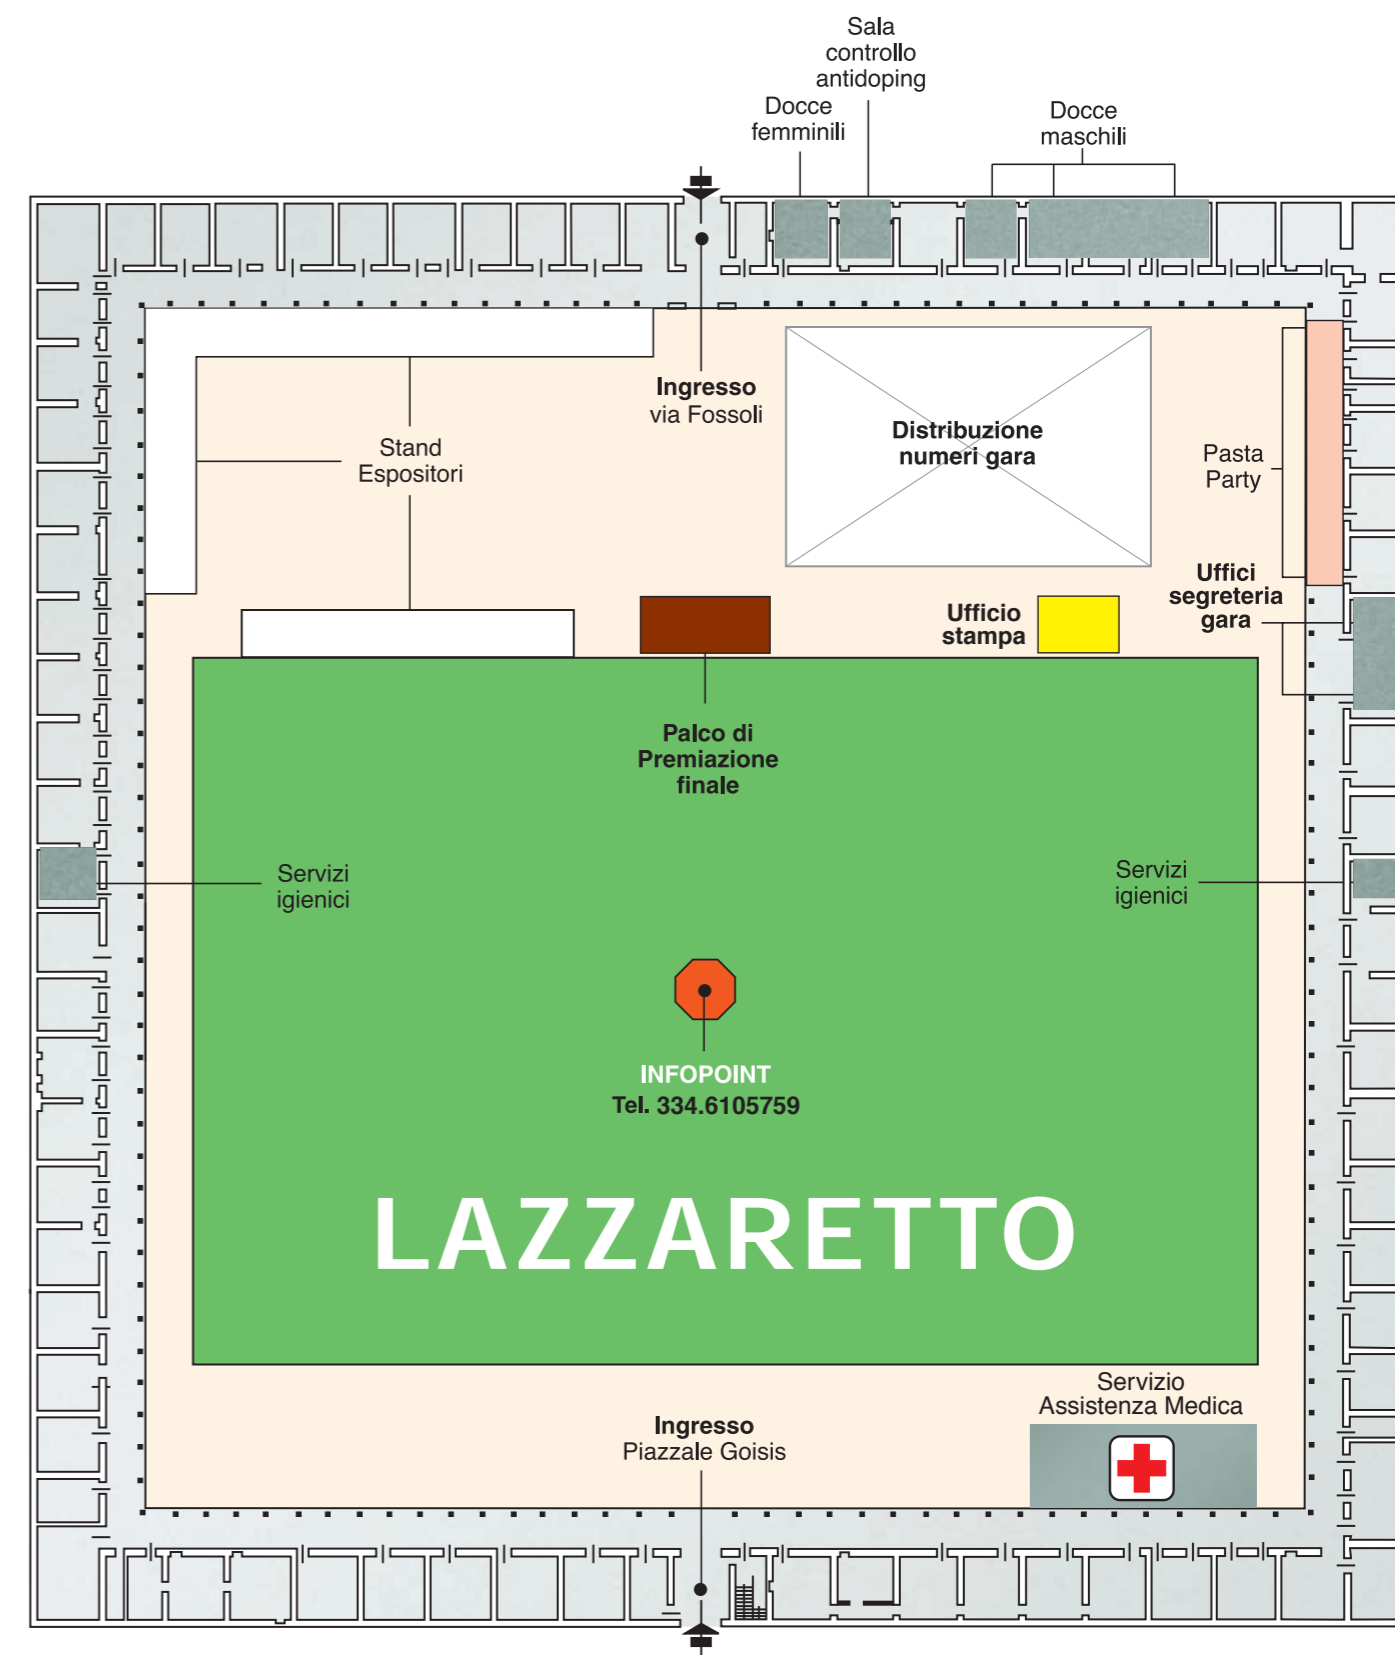 Sala
controllo
antidoping
Docce
femminili
Docce
maschili
Ingresso
via Fossoli
Distribuzione
numeri gara
Stand
Espositori
Pasta
Party
Uffici
segreteria
gara
Ufficio
stampa
Palco di
Premiazione
finale
Servizi
igienici
Servizi
igienici
INFOPOINT
Tel. 334.6105759
LAZZARETTO
Servizio
Assistenza Medica
Ingresso
Piazzale Goisis